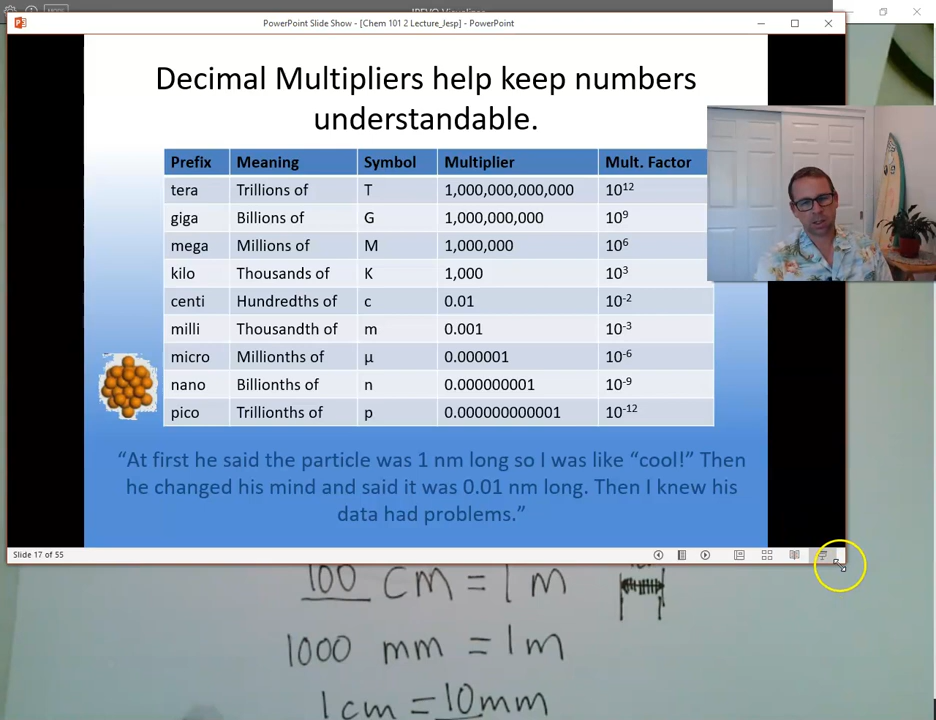 PowerPoint Slide Show - [Chem 101 2 Lecture_Jesp] - PowerPoint
Decimal Multipliers help keep numbers
understandable.
Prefix Meaning Symbol Multiplier Mult. Factor
tera Trillions of T 1,000,000,000,000 10¹²
giga Billions of G 1,000,000,000 10⁹
mega Millions of M 1,000,000 10⁶
kilo Thousands of K 1,000 10³
centi Hundredths of c 0.01 10⁻²
milli Thousandth of m 0.001 10⁻³
micro Millionths of µ 0.000001 10⁻⁶
nano Billionths of n 0.000000001 10⁻⁹
pico Trillionths of p 0.000000000001 10⁻¹²
“At first he said the particle was 1 nm long so I was like “cool!” Then
he changed his mind and said it was 0.01 nm long. Then I knew his
data had problems.”
Slide 17 of 55
100 cm = 1 m
1000 mm = 1m
1cm = 10mm